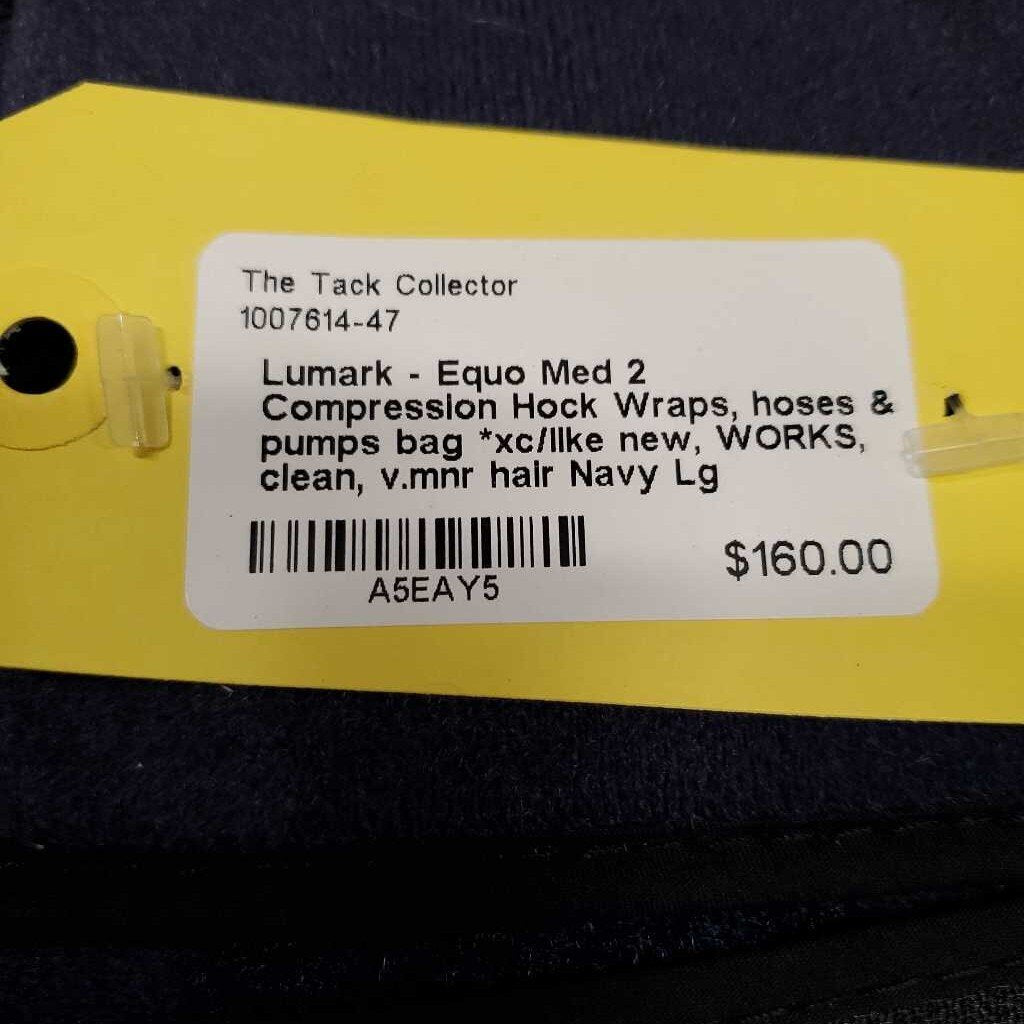 The Tack Collector
1007614-47
Lumark - Equo Med 2
Compression Hock Wraps, hoses &
pumps bag *xc/like new, WORKS,
clean, v.mnr hair Navy Lg
A5EAY5
$160.00